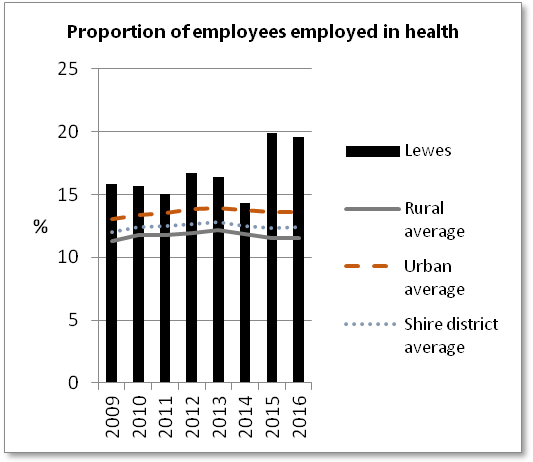 Proportion of employees employed in health
25
20
15
10
5
0
%
2009
2010
2011
2012
2013
2014
2015
2016
Lewes
Rural
average
Urban
average
Shire district
average